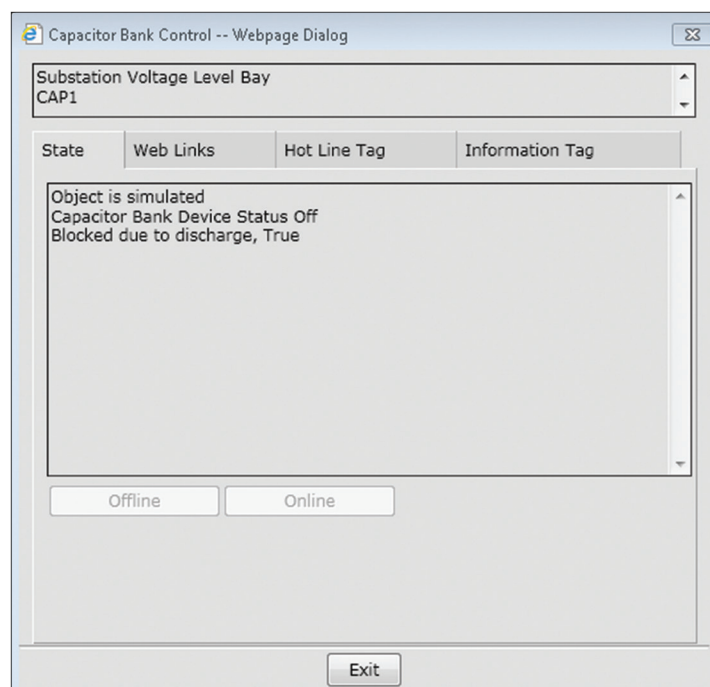 Capacitor Bank Control -- Webpage Dialog
Substation Voltage Level Bay
CAP1
State
Web Links
Hot Line Tag
Information Tag
Object is simulated
Capacitor Bank Device Status Off
Blocked due to discharge, True
Offline
Online
Exit